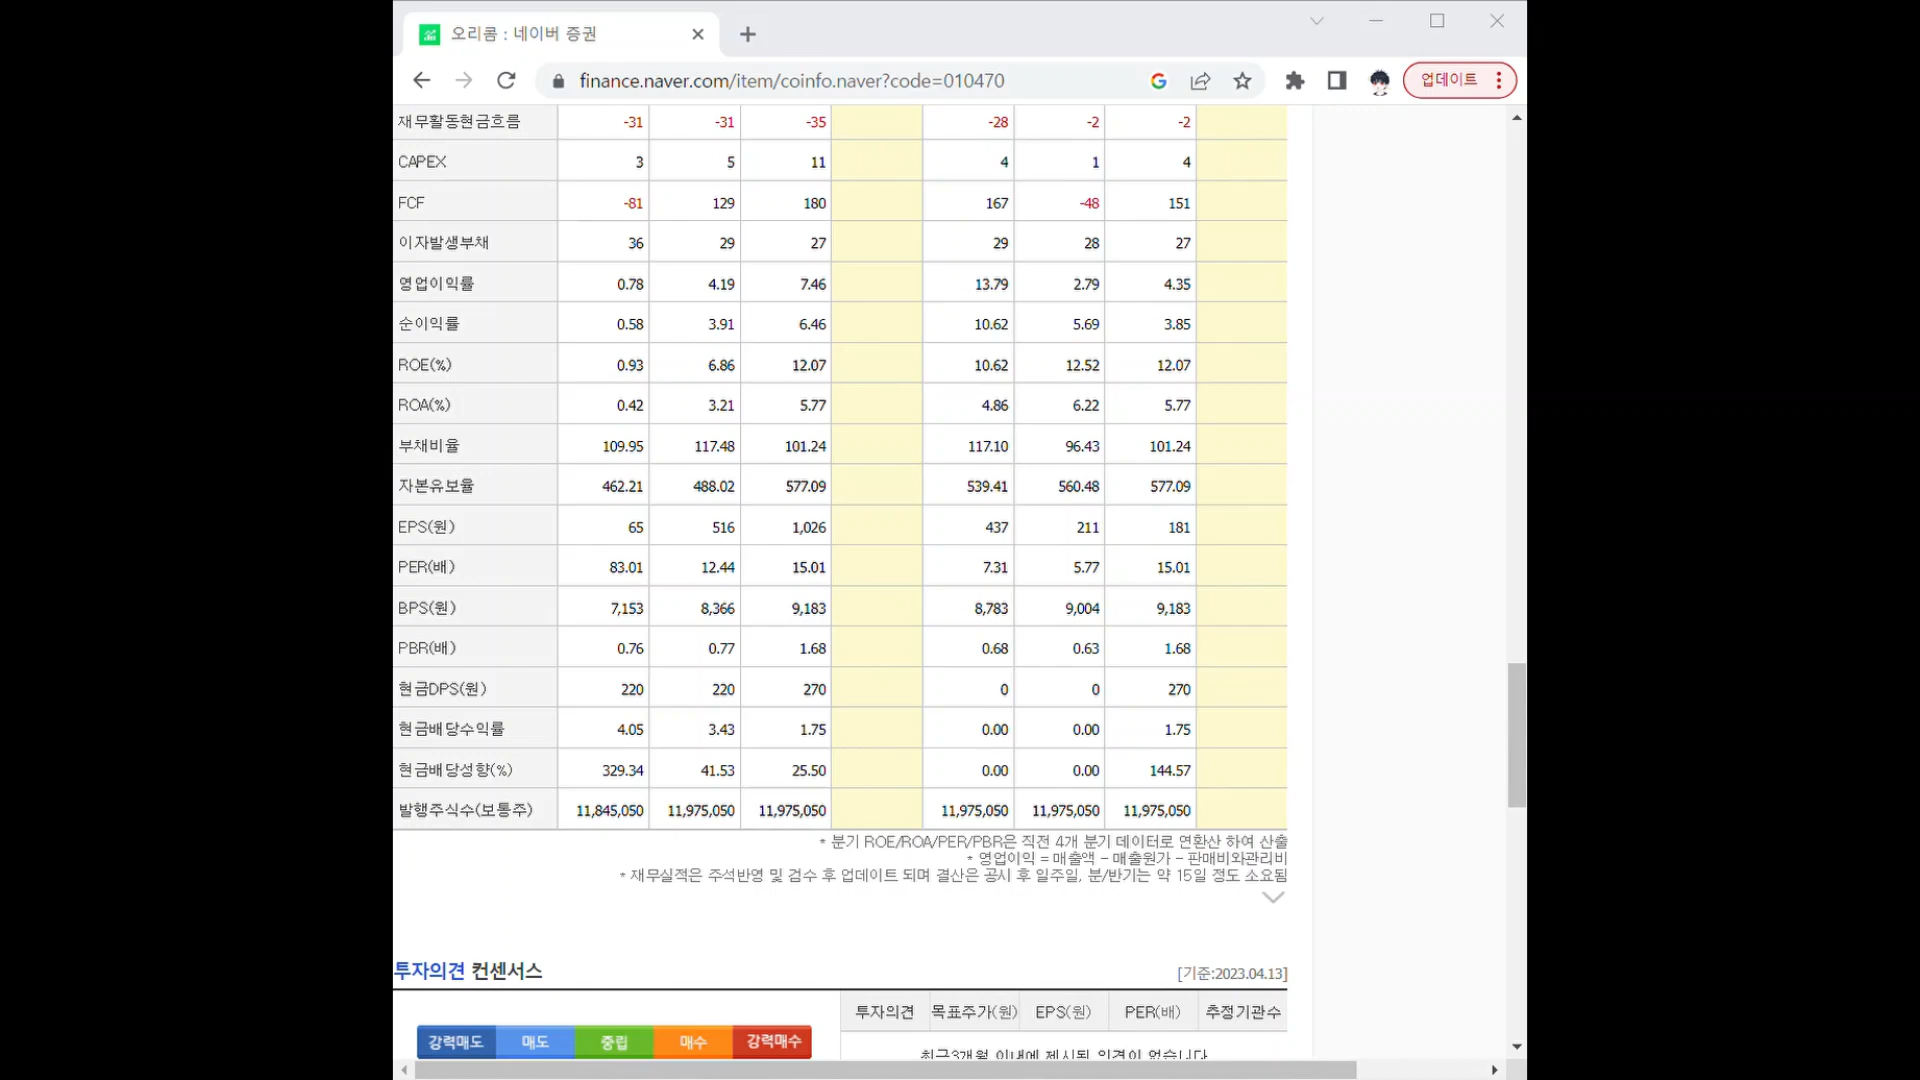 오리콤 : 네이버 증권
finance.naver.com/item/coinfo.naver?code=010470
업데이트
재무활동현금흐름 -31 -31 -35 -28 -2 -2
CAPEX 3 5 11 4 1 4
FCF -81 129 180 167 -48 151
이자발생부채 36 29 27 29 28 27
영업이익률 0.78 4.19 7.46 13.79 2.79 4.35
순이익률 0.58 3.91 6.46 10.62 5.69 3.85
ROE(%) 0.93 6.86 12.07 10.62 12.52 12.07
ROA(%) 0.42 3.21 5.77 4.86 6.22 5.77
부채비율 109.95 117.48 101.24 117.10 96.43 101.24
자본유보율 462.21 488.02 577.09 539.41 560.48 577.09
EPS(원) 65 516 1,026 437 211 181
PER(배) 83.01 12.44 15.01 7.31 5.77 15.01
BPS(원) 7,153 8,366 9,183 8,783 9,004 9,183
PBR(배) 0.76 0.77 1.68 0.68 0.63 1.68
현금DPS(원) 220 220 270 0 0 270
현금배당수익률 4.05 3.43 1.75 0.00 0.00 1.75
현금배당성향(%) 329.34 41.53 25.50 0.00 0.00 144.57
발행주식수(보통주) 11,845,050 11,975,050 11,975,050 11,975,050 11,975,050 11,975,050
* 분기 ROE/ROA/PER/PBR은 직전 4개 분기 데이터로 연환산 하여 산출
* 영업이익 = 매출액 - 매출원가 - 판매비와관리비
* 재무실적은 주석반영 및 검수 후 업데이트 되며 결산은 공시 후 일주일, 분/반기는 약 15일 정도 소요됨
투자의견 컨센서스 [기준:2023.04.13]
투자의견 목표주가(원) EPS(원) PER(배) 추정기관수
강력매도 매도 중립 매수 강력매수
최근3개월 이내에 제시된 의견이 없습니다